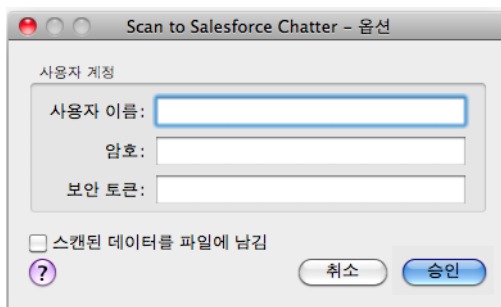 Scan to Salesforce Chatter – 옵션
사용자 계정
사용자 이름:
암호:
보안 토큰:
스캔된 데이터를 파일에 남김
?
취소 승인